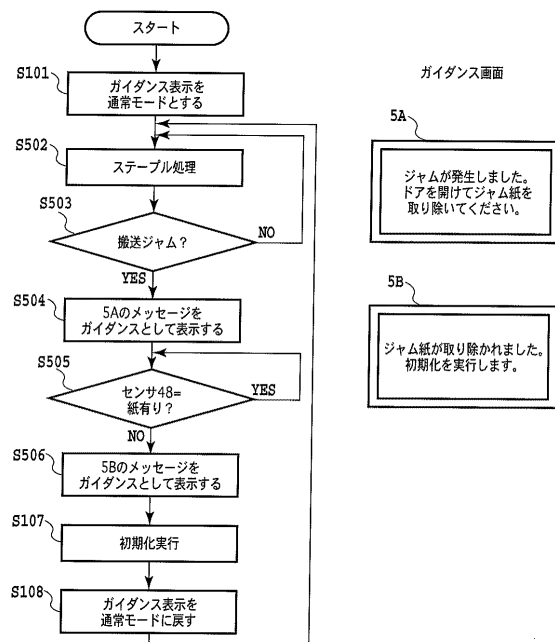 スタート
S101
ガイダンス表示を
通常モードとする
S502
ステープル処理
S503
搬送ジャム？
NO
YES
S504
5Aのメッセージを
ガイダンスとして表示する
S505
センサ48=
紙有り？
YES
NO
S506
5Bのメッセージを
ガイダンスとして表示する
S107
初期化実行
S108
ガイダンス表示を
通常モードに戻す
ガイダンス画面
5A
ジャムが発生しました。
ドアを開けてジャム紙を
取り除いてください。
5B
ジャム紙が取り除かれました。
初期化を実行します。